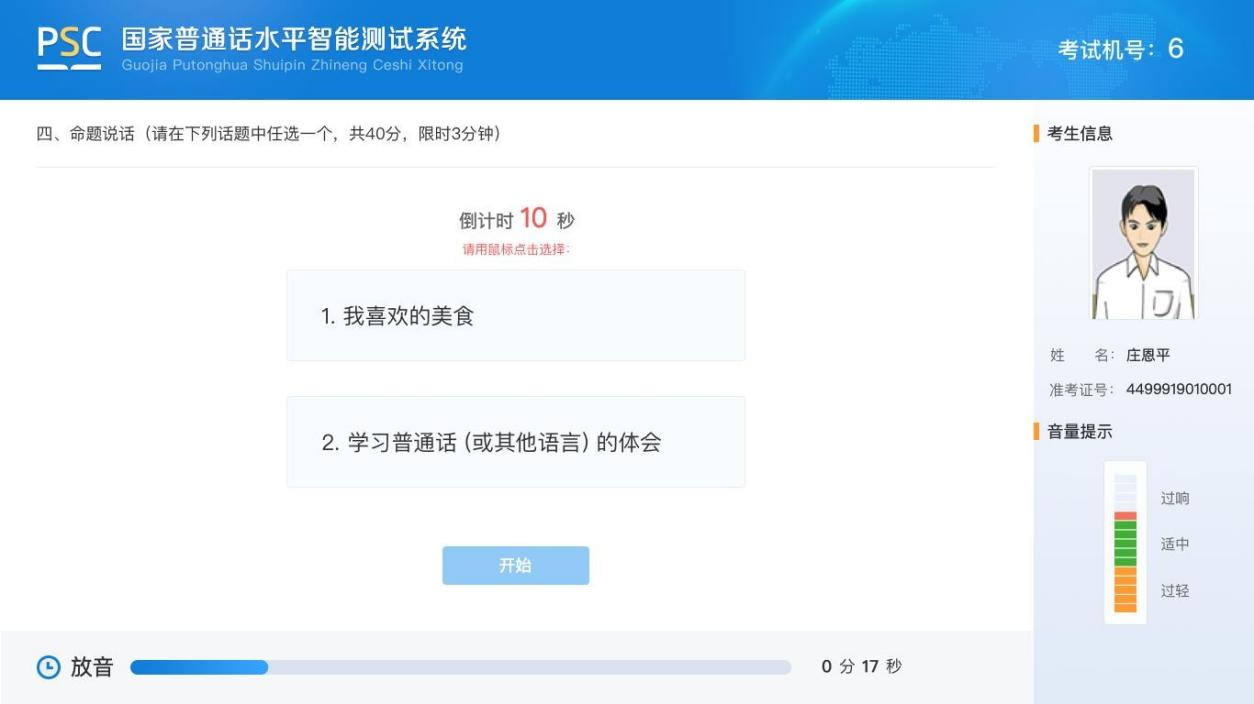 PSC 国家普通话水平智能测试系统
Guojia Putonghua Shuipin Zhineng Ceshi Xitong
考试机号：6
四、命题说话（请在下列话题中任选一个，共40分，限时3分钟）
倒计时 10 秒
请用鼠标点击选择：
1. 我喜欢的美食
2. 学习普通话（或其他语言）的体会
开始
放音
0 分 17 秒
考生信息
姓 名： 庄恩平
准考证号： 4499919010001
音量提示
过响
适中
过轻